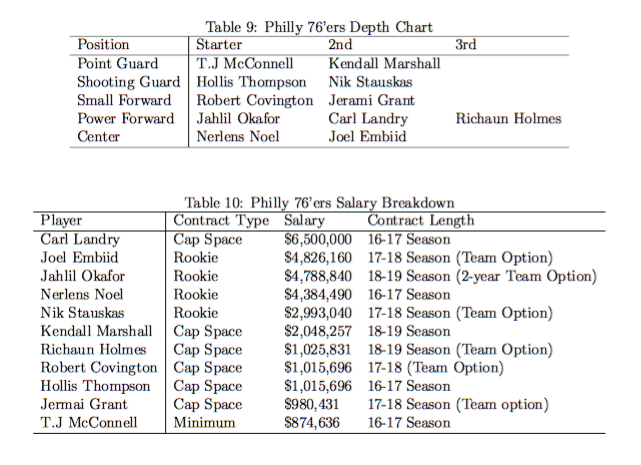 Table 9: Philly 76'ers Depth Chart
Position Starter 2nd 3rd
Point Guard T.J McConnell Kendall Marshall
Shooting Guard Hollis Thompson Nik Stauskas
Small Forward Robert Covington Jerami Grant
Power Forward Jahlil Okafor Carl Landry Richaun Holmes
Center Nerlens Noel Joel Embiid
Table 10: Philly 76'ers Salary Breakdown
Player Contract Type Salary Contract Length
Carl Landry Cap Space $6,500,000 16-17 Season
Joel Embiid Rookie $4,826,160 17-18 Season (Team Option)
Jahlil Okafor Rookie $4,788,840 18-19 Season (2-year Team Option)
Nerlens Noel Rookie $4,384,490 16-17 Season
Nik Stauskas Rookie $2,993,040 17-18 Season (Team Option)
Kendall Marshall Cap Space $2,048,257 18-19 Season
Richaun Holmes Cap Space $1,025,831 18-19 Season (Team Option)
Robert Covington Cap Space $1,015,696 17-18 (Team Option)
Hollis Thompson Cap Space $1,015,696 16-17 Season
Jermai Grant Cap Space $980,431 17-18 Season (Team option)
T.J McConnell Minimum $874,636 16-17 Season